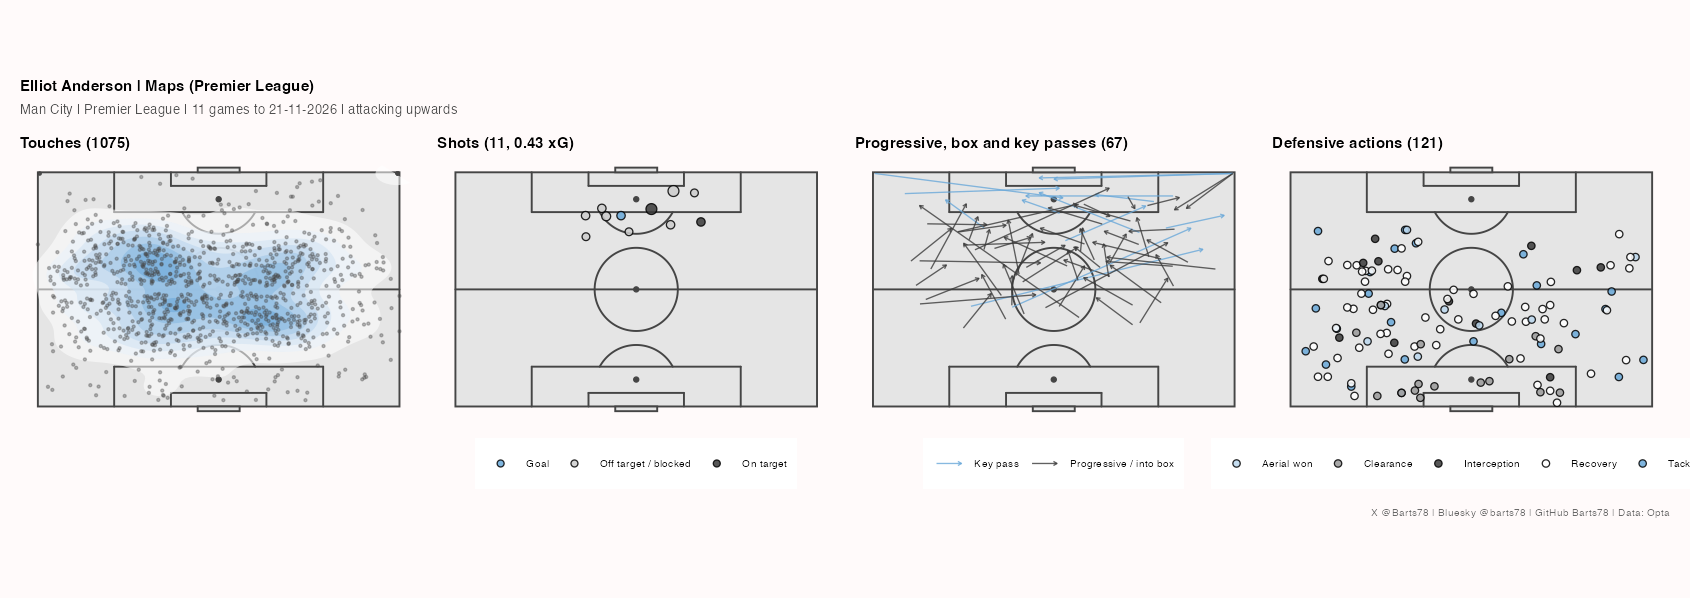 Elliot Anderson | Maps (Premier League)
Man City | Premier League | 11 games to 21-11-2026 | attacking upwards
Touches (1075)
Shots (11, 0.43 xG)
Progressive, box and key passes (67)
Defensive actions (121)
Goal
Off target / blocked
On target
Key pass
Progressive / into box
Aerial won
Clearance
Interception
Recovery
Tack
X @Barts78 | Bluesky @barts78 | GitHub Barts78 | Data: Opta